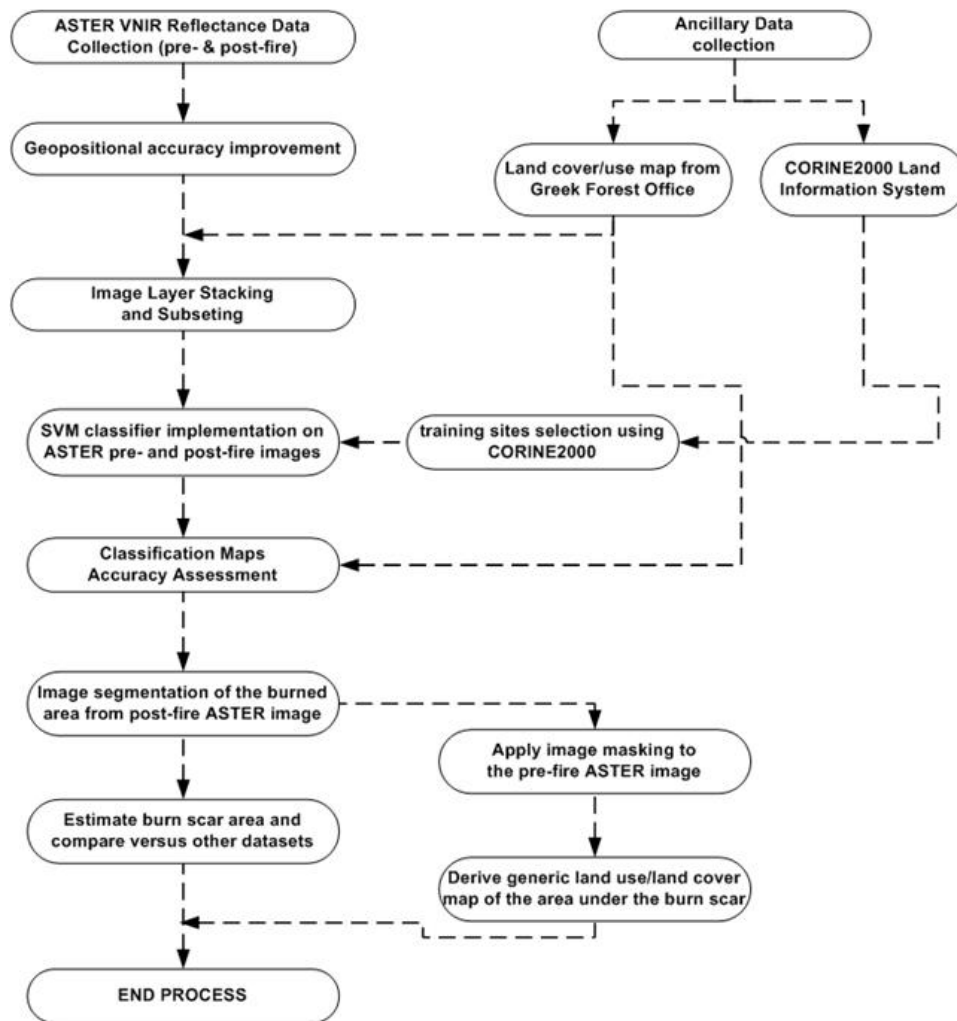 ASTER VNIR Reflectance Data
Collection (pre- & post-fire)
Ancillary Data
collection
Geopositional accuracy improvement
Land cover/use map from
Greek Forest Office
CORINE2000 Land
Information System
Image Layer Stacking
and Subseting
SVM classifier implementation on
ASTER pre- and post-fire images
training sites selection using
CORINE2000
Classification Maps
Accuracy Assessment
Image segmentation of the burned
area from post-fire ASTER image
Apply image masking to
the pre-fire ASTER image
Estimate burn scar area and
compare versus other datasets
Derive generic land use/land cover
map of the area under the burn scar
END PROCESS